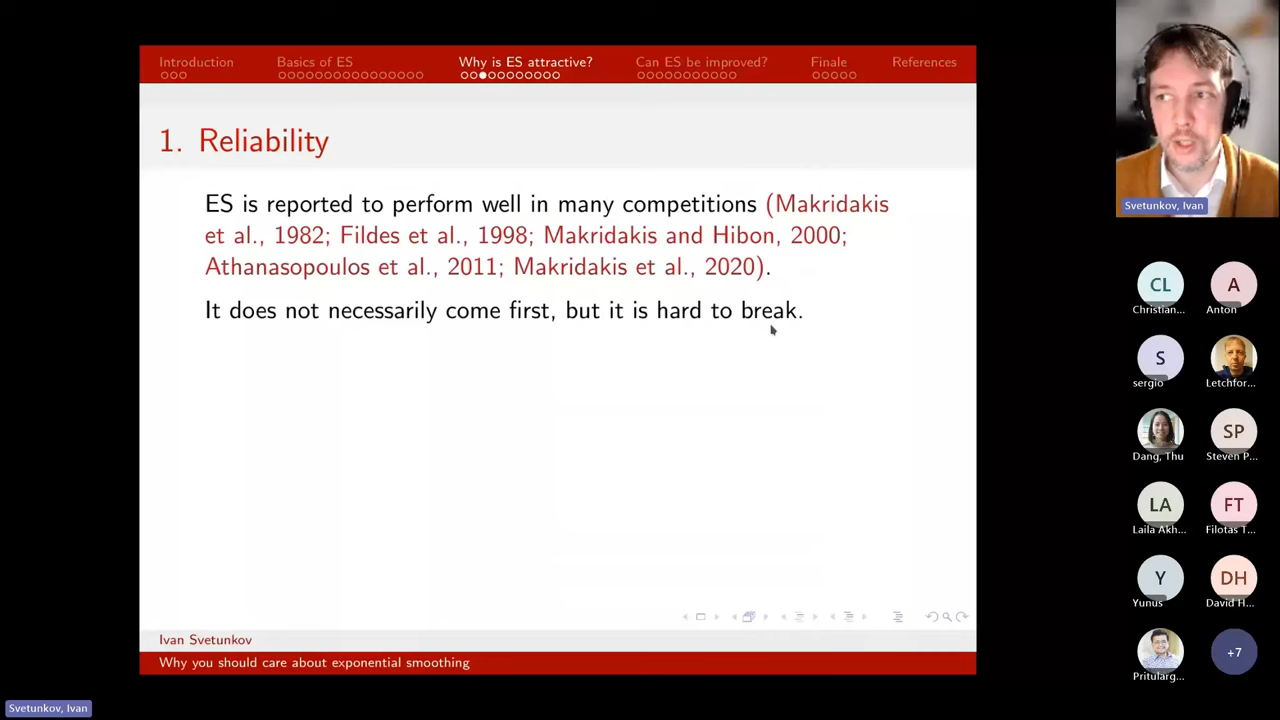 Introduction
Basics of ES
Why is ES attractive?
Can ES be improved?
Finale
References
1. Reliability
ES is reported to perform well in many competitions (Makridakis
et al., 1982; Fildes et al., 1998; Makridakis and Hibon, 2000;
Athanasopoulos et al., 2011; Makridakis et al., 2020).
It does not necessarily come first, but it is hard to break.
Ivan Svetunkov
Why you should care about exponential smoothing
Svetunkov, Ivan
CL
Christian...
A
Anton
S
sergio
Letchfor...
Dang, Thu
SP
Steven P...
LA
Laila Akh...
FT
Filotas T...
Y
Yunus
DH
David H...
Pritularg...
+7
Svetunkov, Ivan